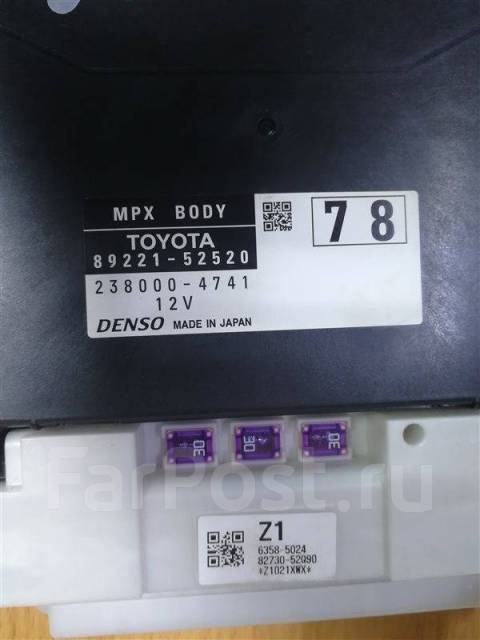 MPX BODY
TOYOTA
89221-52520
238000-4741
12V
DENSO MADE IN JAPAN
78
30 30 30
FarPost.ru
Z1
6358-5024
82730-52Q90
*Z1021XWX*